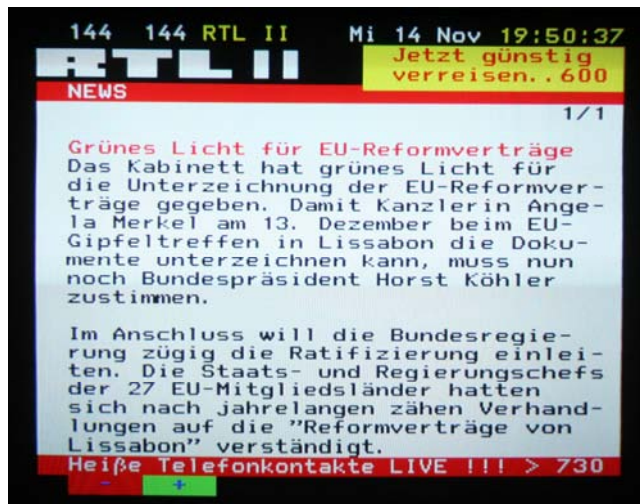 144 144 RTL II Mi 14 Nov 19:50:37
RTL II
Jetzt günstig
verreisen..600
NEWS
1/1
Grünes Licht für EU-Reformverträge
Das Kabinett hat grünes Licht für
die Unterzeichnung der EU-Reformver-
träge gegeben. Damit Kanzlerin Ange-
la Merkel am 13. Dezember beim EU-
Gipfeltreffen in Lissabon die Doku-
mente unterzeichnen kann, muss nun
noch Bundespräsident Horst Köhler
zustimmen.
Im Anschluss will die Bundesregie-
rung zügig die Ratifizierung einlei-
ten. Die Staats- und Regierungschefs
der 27 EU-Mitgliedsländer hatten
sich nach jahrelangen zähen Verhand-
lungen auf die "Reformverträge von
Lissabon" verständigt.
Heiße Telefonkontakte LIVE !!! > 730
- +